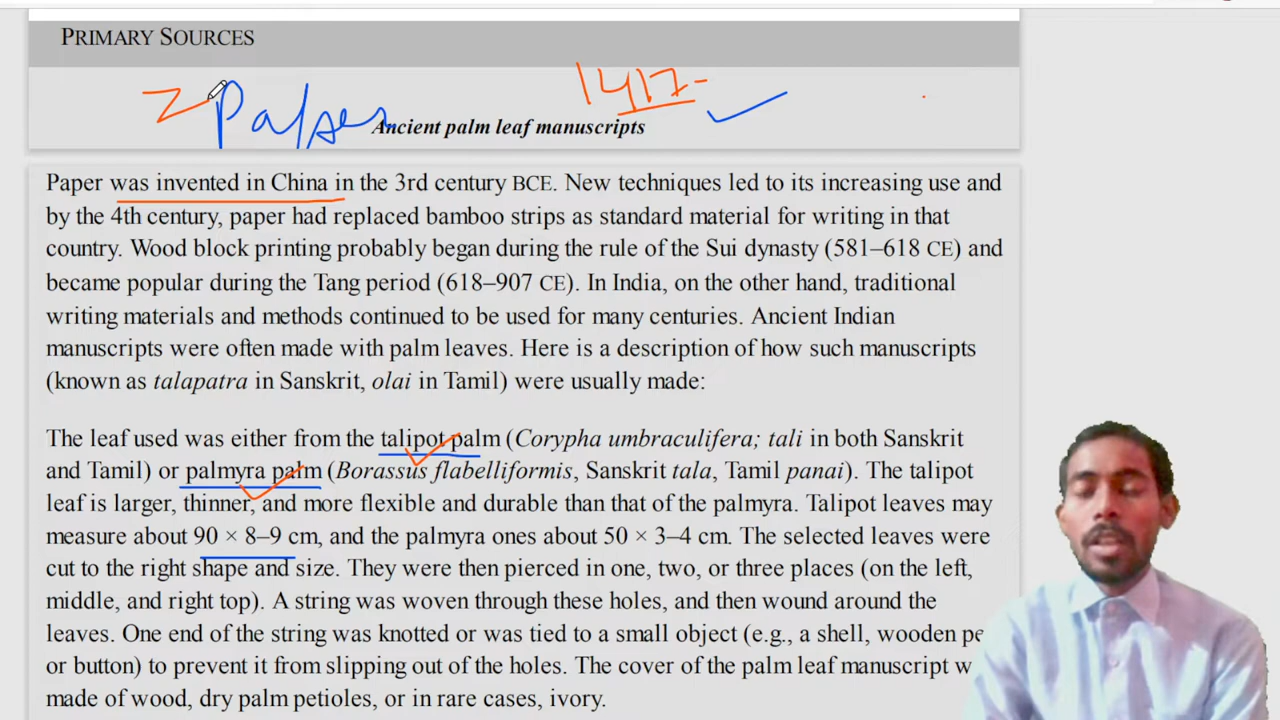 PRIMARY SOURCES
1417-
Paper
Ancient palm leaf manuscripts
Paper was invented in China in the 3rd century BCE. New techniques led to its increasing use and
by the 4th century, paper had replaced bamboo strips as standard material for writing in that
country. Wood block printing probably began during the rule of the Sui dynasty (581–618 CE) and
became popular during the Tang period (618–907 CE). In India, on the other hand, traditional
writing materials and methods continued to be used for many centuries. Ancient Indian
manuscripts were often made with palm leaves. Here is a description of how such manuscripts
(known as talapatra in Sanskrit, olai in Tamil) were usually made:
The leaf used was either from the talipot palm (Corypha umbraculifera; tali in both Sanskrit
and Tamil) or palmyra palm (Borassus flabelliformis, Sanskrit tala, Tamil panai). The talipot
leaf is larger, thinner, and more flexible and durable than that of the palmyra. Talipot leaves may
measure about 90 × 8–9 cm, and the palmyra ones about 50 × 3–4 cm. The selected leaves were
cut to the right shape and size. They were then pierced in one, two, or three places (on the left,
middle, and right top). A string was woven through these holes, and then wound around the
leaves. One end of the string was knotted or was tied to a small object (e.g., a shell, wooden pe
or button) to prevent it from slipping out of the holes. The cover of the palm leaf manuscript w
made of wood, dry palm petioles, or in rare cases, ivory.